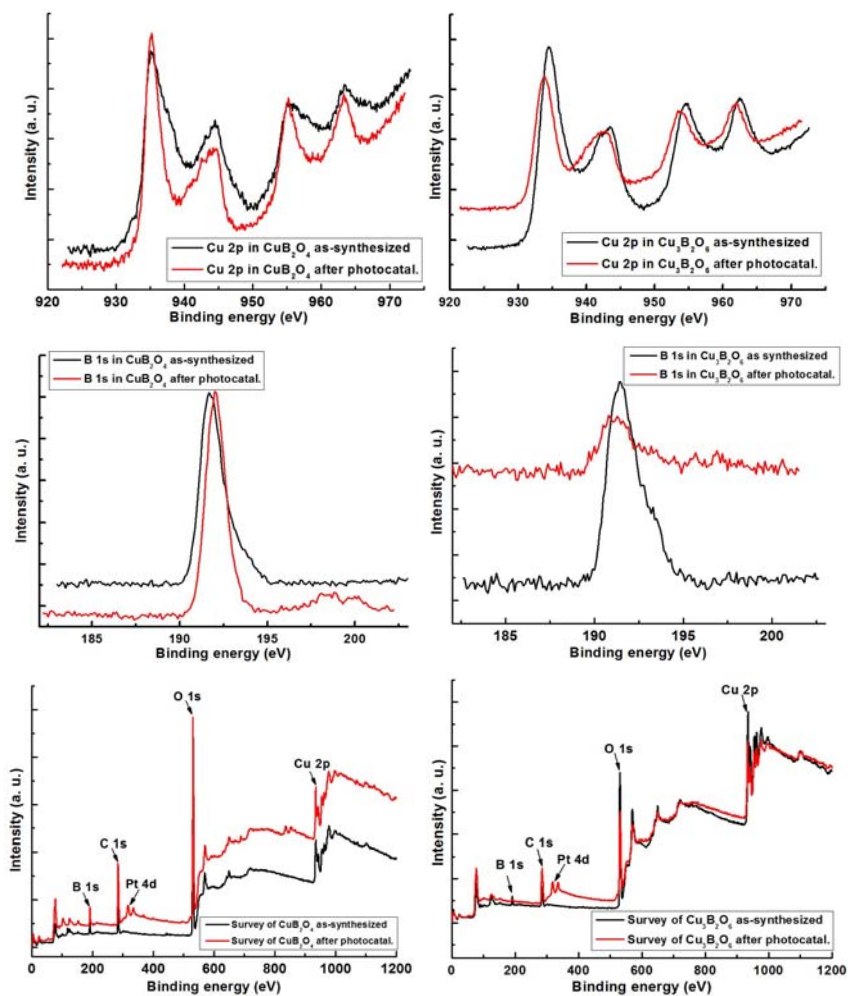 Intensity (a. u.)
Cu 2p in CuB₂O₄ as-synthesized
Cu 2p in CuB₂O₄ after photocatal.
920 930 940 950 960 970
Binding energy (eV)
Intensity (a. u.)
Cu 2p in Cu₃B₂O₆ as-synthesized
Cu 2p in Cu₃B₂O₆ after photocatal.
920 930 940 950 960 970
Binding energy (eV)
B 1s in CuB₂O₄ as-synthesized
B 1s in CuB₂O₄ after photocatal.
Intensity (a. u.)
185 190 195 200
Binding energy (eV)
B 1s in Cu₃B₂O₆ as synthesized
B 1s in Cu₃B₂O₆ after photocatal.
Intensity (a. u.)
185 190 195 200
Binding energy (eV)
O 1s
Cu 2p
C 1s
B 1s
Pt 4d
Intensity (a. u.)
Survey of CuB₂O₄ as-synthesized
Survey of CuB₂O₄ after photocatal.
0 200 400 600 800 1000 1200
Binding energy (eV)
Cu 2p
O 1s
C 1s
B 1s
Pt 4d
Intensity (a. u.)
Survey of Cu₃B₂O₆ as-synthesized
Survey of Cu₃B₂O₆ after photocatal.
0 200 400 600 800 1000 1200
Binding energy (eV)